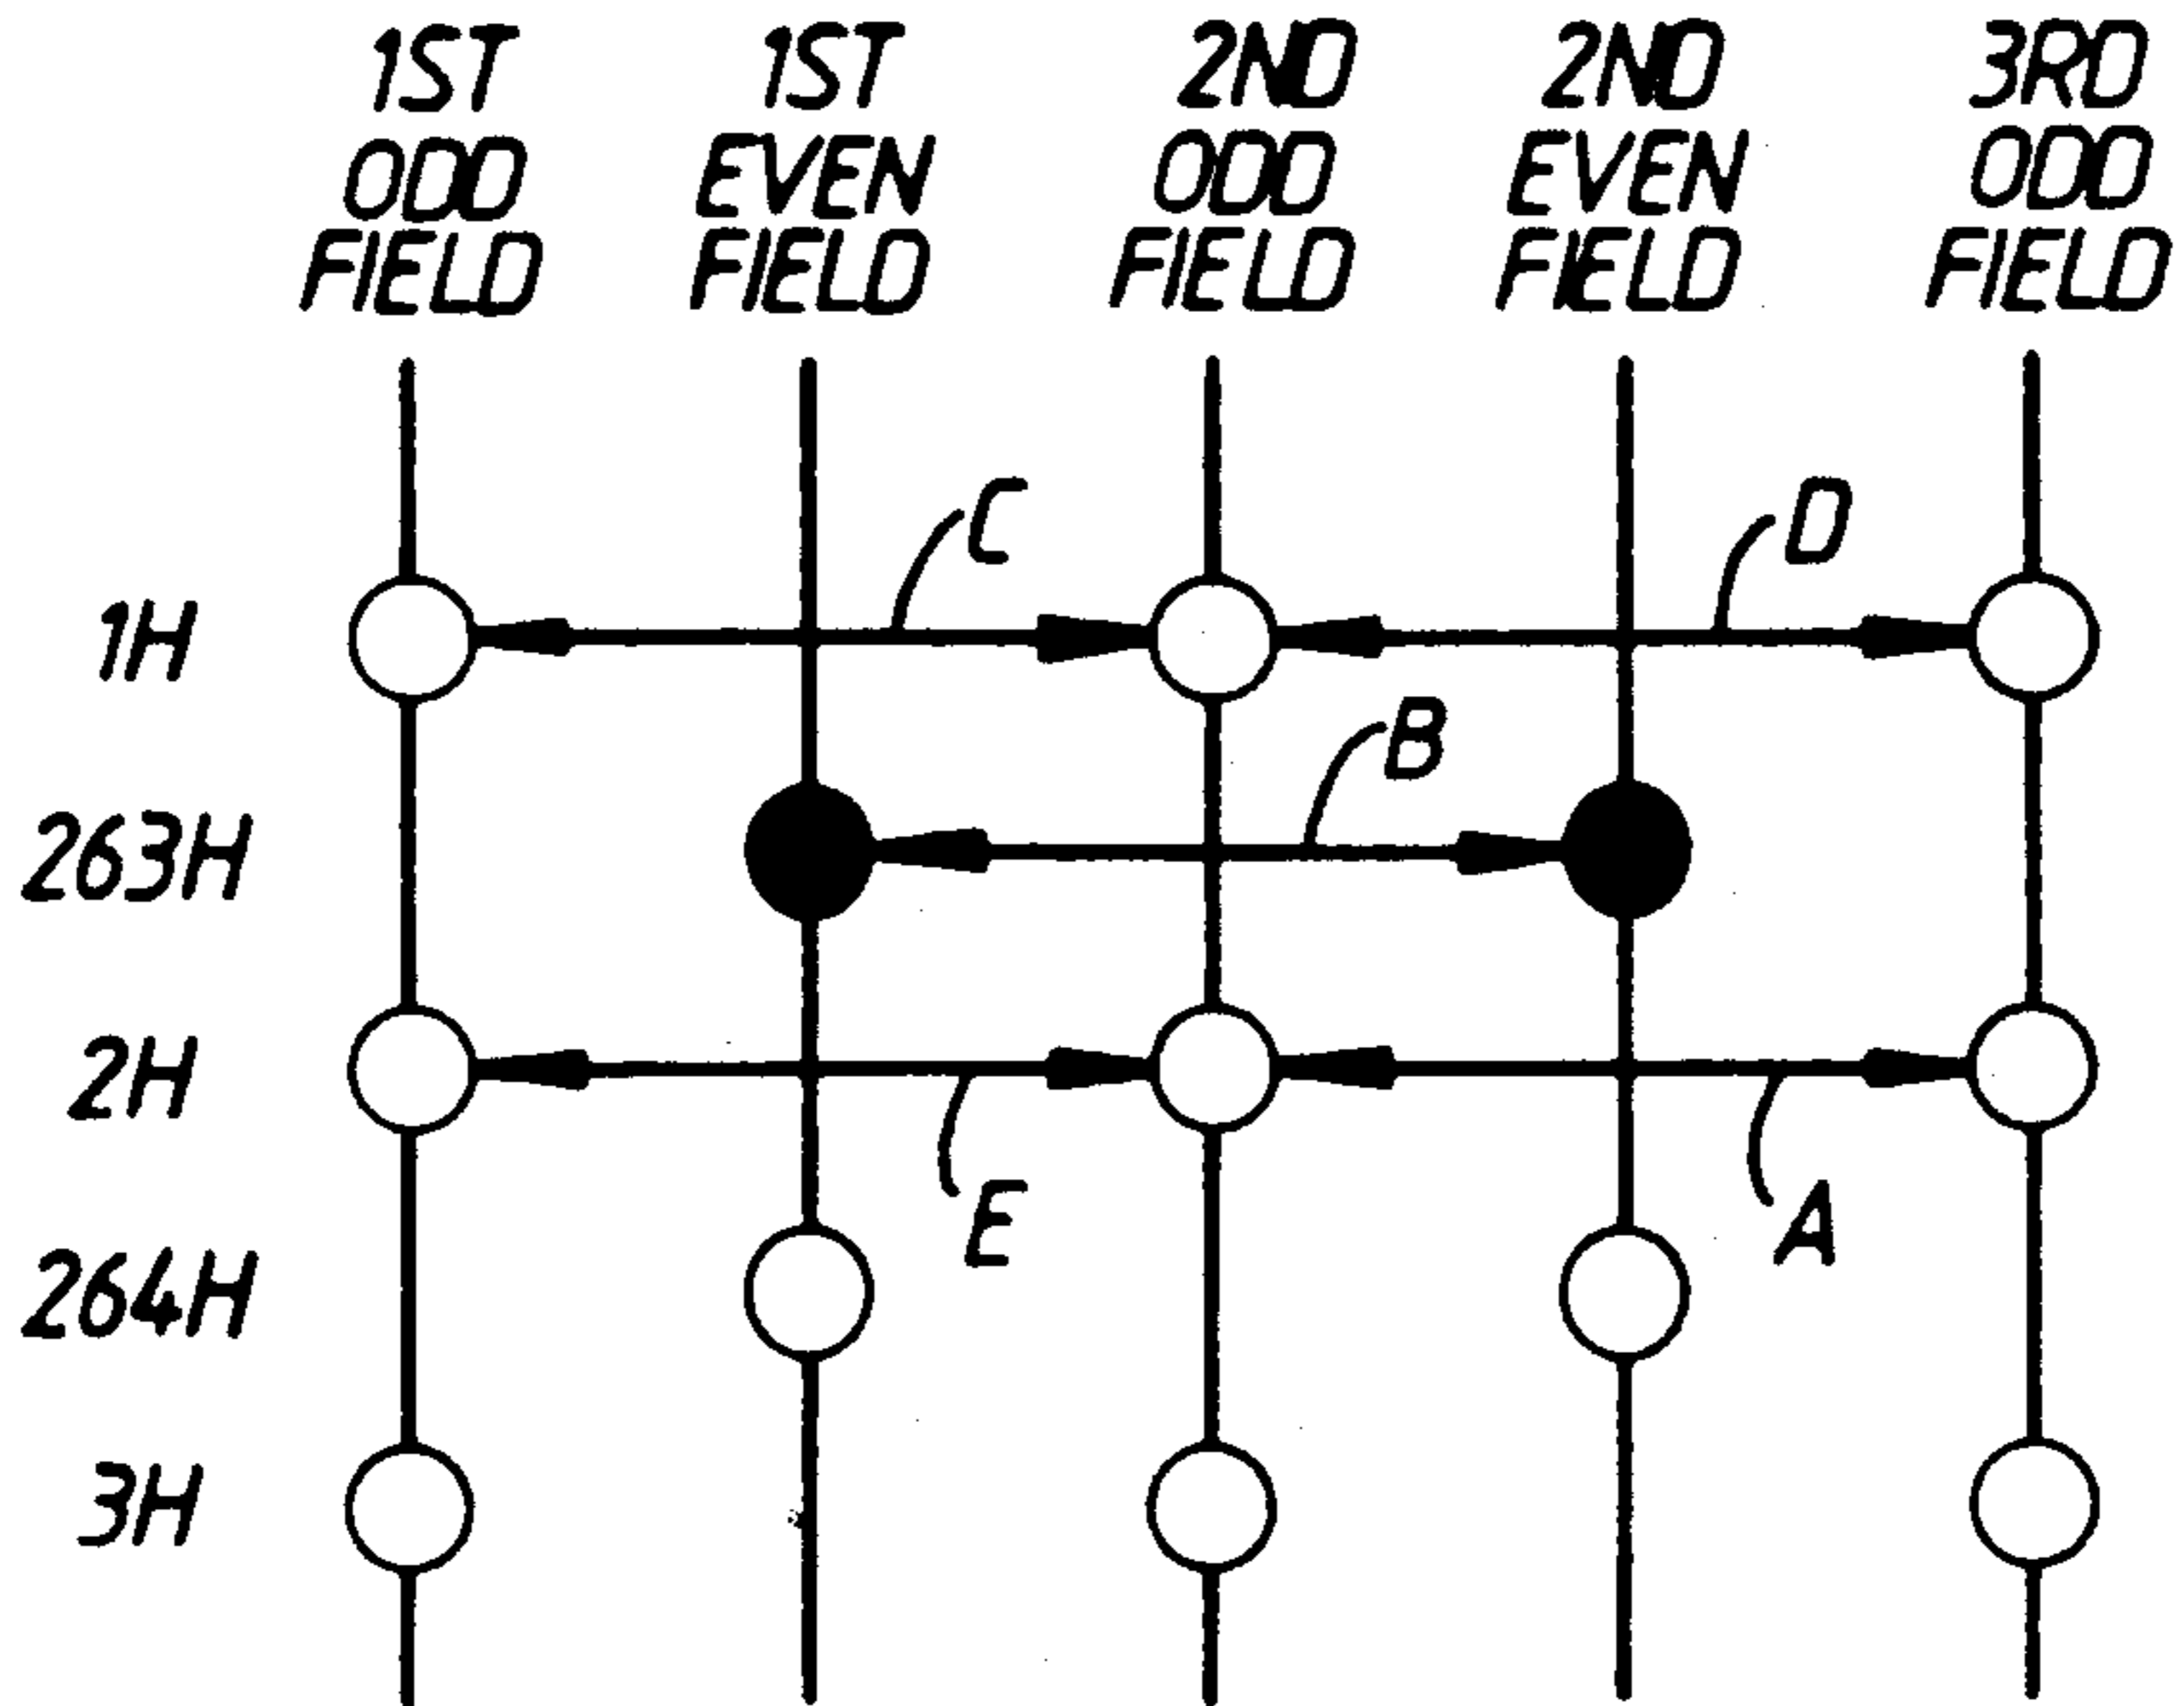 1ST 1ST 2ND 2ND 3RD
ODD EVEN ODD EVEN ODD
FIELD FIELD FIELD FIELD FIELD
C D
1H
B
263H
2H
E A
264H
3H